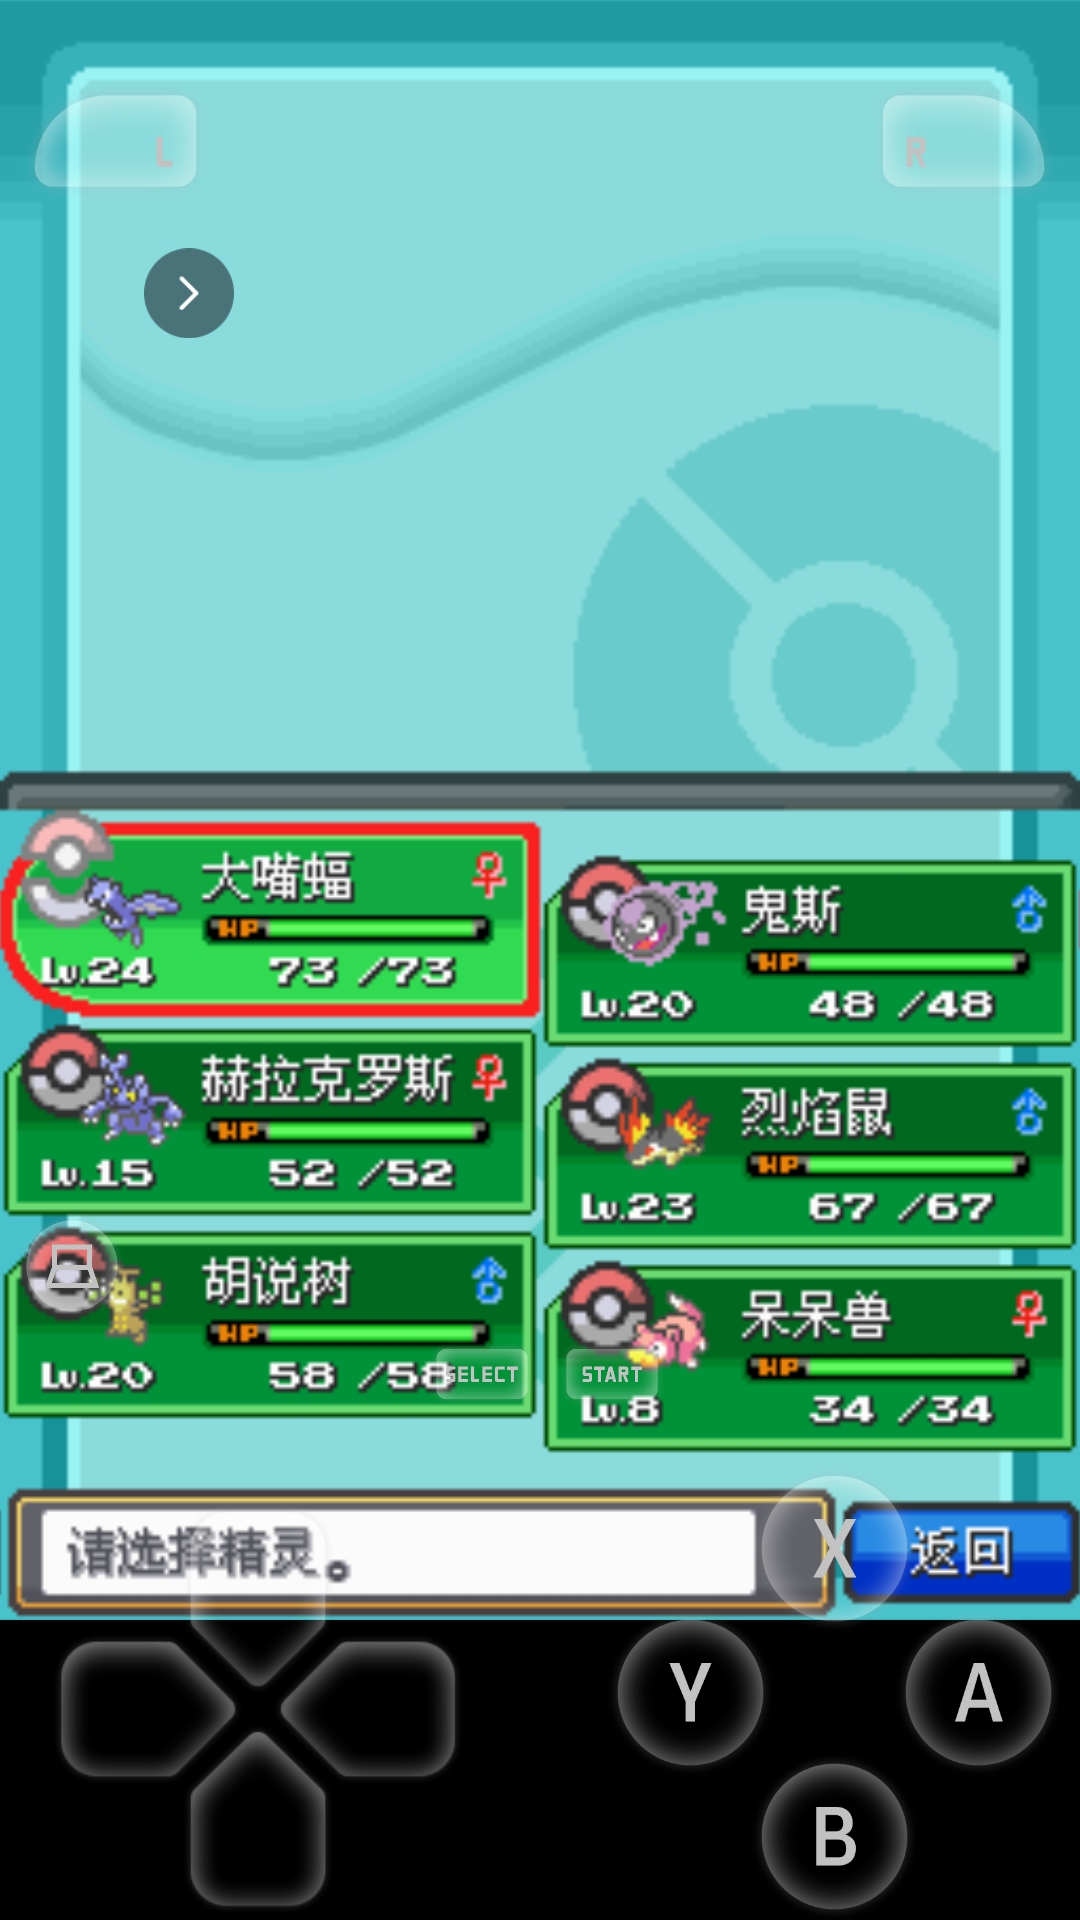 L
R
大嘴蝠 ♀
HP
Lv.24 73/73
鬼斯 ♂
HP
Lv.20 48/48
赫拉克罗斯 ♀
HP
Lv.15 52/52
烈焰鼠 ♂
HP
Lv.23 67/67
胡说树 ♂
HP
Lv.20 58/58
呆呆兽 ♀
HP
Lv.8 34/34
SELECT
START
请选择精灵。
X
返回
Y
A
B